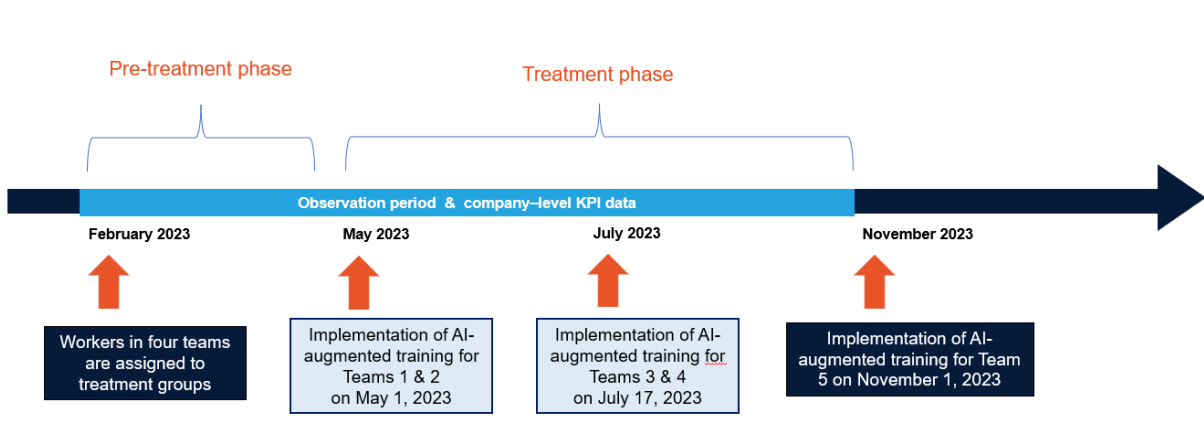 Pre-treatment phase
Treatment phase
Observation period & company–level KPI data
February 2023
May 2023
July 2023
November 2023
Workers in four teams
are assigned to
treatment groups
Implementation of AI-
augmented training for
Teams 1 & 2
on May 1, 2023
Implementation of AI-
augmented training for
Teams 3 & 4
on July 17, 2023
Implementation of AI-
augmented training for Team
5 on November 1, 2023